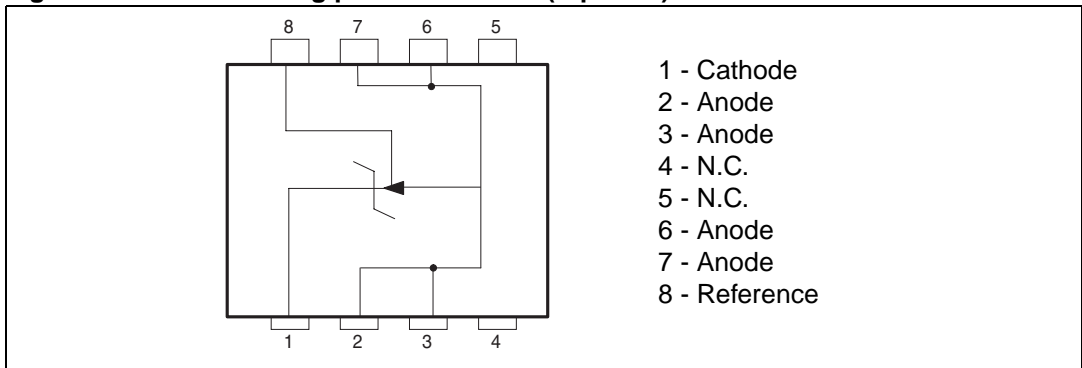 8 7 6 5
1 2 3 4
1 - Cathode
2 - Anode
3 - Anode
4 - N.C.
5 - N.C.
6 - Anode
7 - Anode
8 - Reference